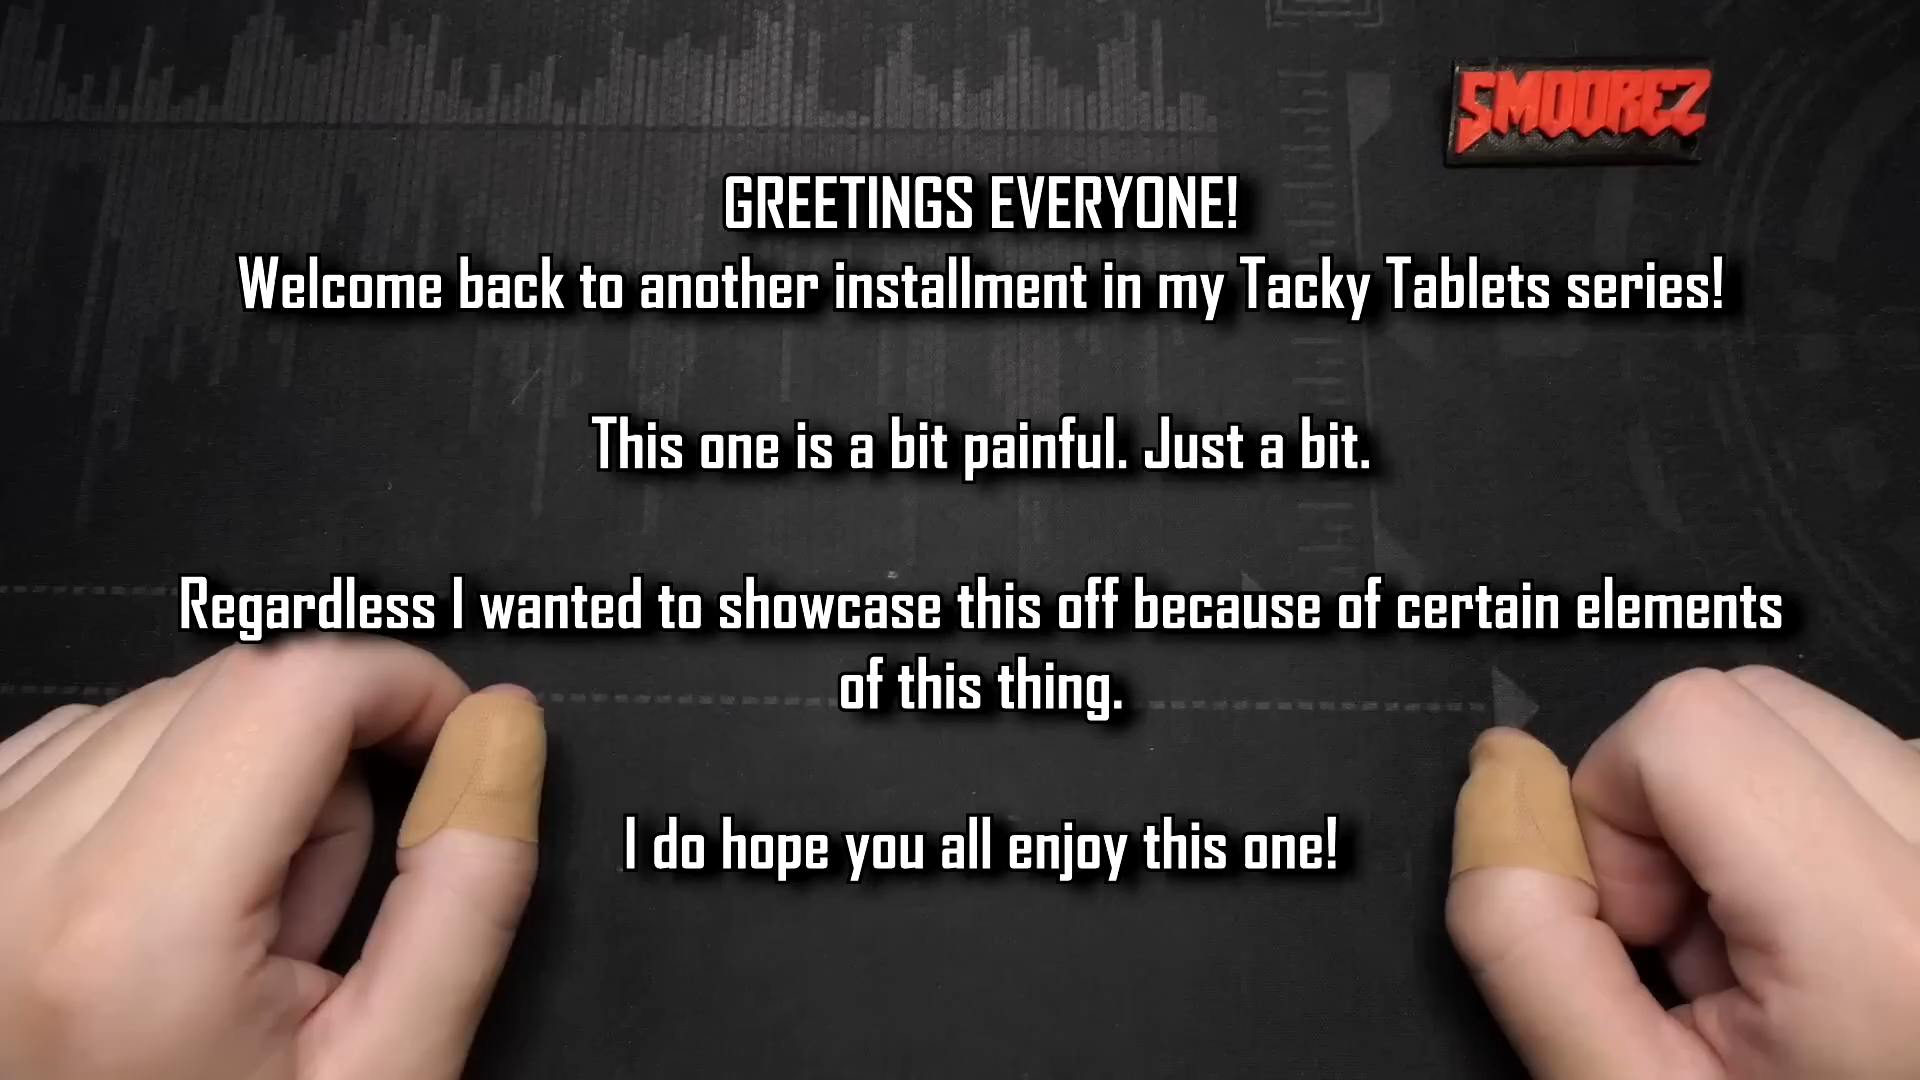 SMOOREZ
GREETINGS EVERYONE!
Welcome back to another installment in my Tacky Tablets series!
This one is a bit painful. Just a bit.
Regardless I wanted to showcase this off because of certain elements
of this thing.
I do hope you all enjoy this one!